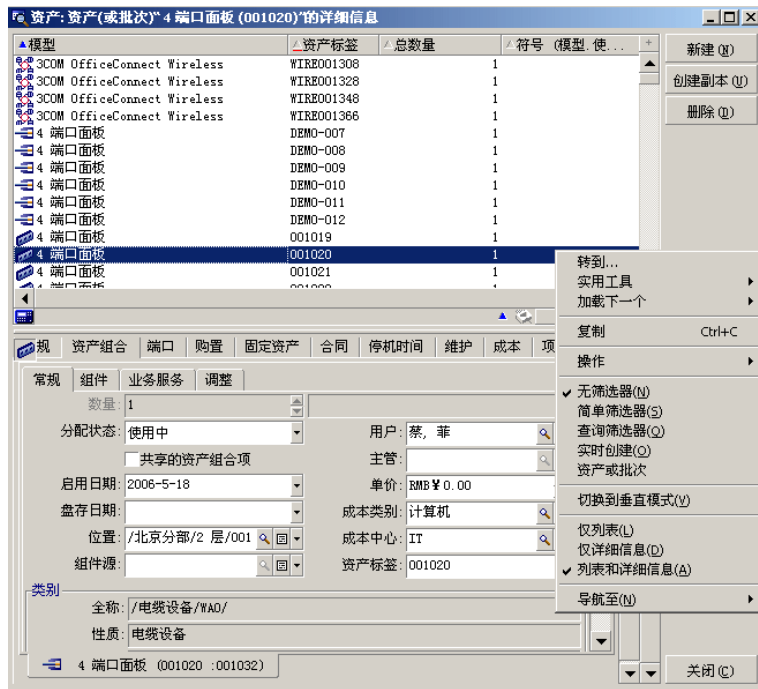 资产: 资产(或批次)“ 4 端口面板 (001020)”的详细信息
模型 资产标签 总数量 符号 (模型.使...
3COM OfficeConnect Wireless WIRE001308 1
3COM OfficeConnect Wireless WIRE001328 1
3COM OfficeConnect Wireless WIRE001348 1
3COM OfficeConnect Wireless WIRE001366 1
4 端口面板 DEMO-007 1
4 端口面板 DEMO-008 1
4 端口面板 DEMO-009 1
4 端口面板 DEMO-010 1
4 端口面板 DEMO-011 1
4 端口面板 DEMO-012 1
4 端口面板 001019 1
4 端口面板 001020 1
4 端口面板 001021 1
4 端口面板
新建(N)
创建副本(U)
删除(D)
转到...
实用工具
加载下一个
复制 Ctrl+C
操作
无筛选器(N)
简单筛选器(S)
查询筛选器(Q)
实时创建(O)
资产或批次
切换到垂直模式(V)
仅列表(L)
仅详细信息(D)
列表和详细信息(A)
导航至(N)
规 资产组合 端口 购置 固定资产 合同 停机时间 维护 成本 项
常规 组件 业务服务 调整
数量: 1
分配状态: 使用中 用户: 蔡, 菲
共享的资产组合项 主管:
启用日期: 2006-5-18 单价: RMB¥0.00
盘存日期: 成本类别: 计算机
位置: /北京分部/2 层/001 成本中心: IT
组件源: 资产标签: 001020
类别
全称: /电缆设备/WAO/
性质: 电缆设备
4 端口面板 (001020 :001032)
关闭(C)